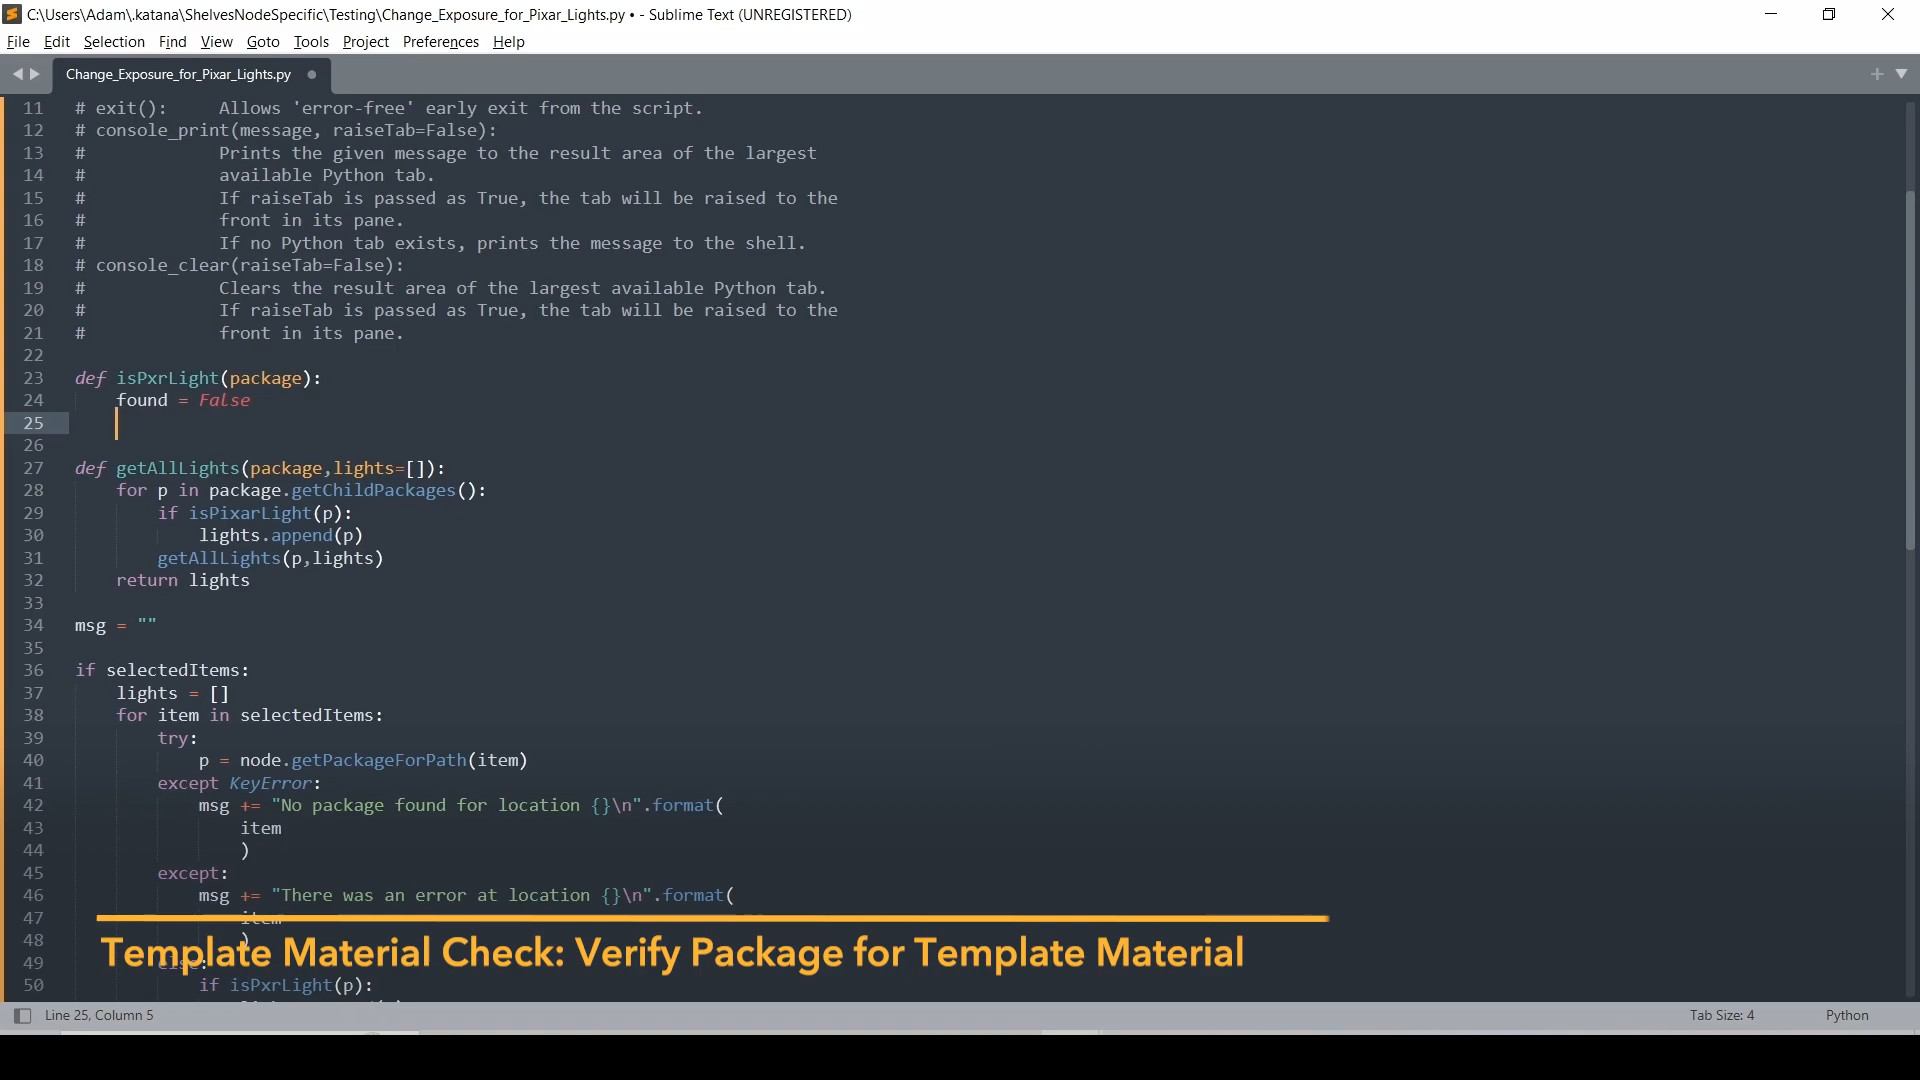 C:\Users\Adam\.katana\ShelvesNodeSpecific\Testing\Change_Exposure_for_Pixar_Lights.py • - Sublime Text (UNREGISTERED)
File Edit Selection Find View Goto Tools Project Preferences Help
Change_Exposure_for_Pixar_Lights.py
11 # exit():     Allows 'error-free' early exit from the script.
12 # console_print(message, raiseTab=False):
13 #             Prints the given message to the result area of the largest
14 #             available Python tab.
15 #             If raiseTab is passed as True, the tab will be raised to the
16 #             front in its pane.
17 #             If no Python tab exists, prints the message to the shell.
18 # console_clear(raiseTab=False):
19 #             Clears the result area of the largest available Python tab.
20 #             If raiseTab is passed as True, the tab will be raised to the
21 #             front in its pane.
22
23 def isPxrLight(package):
24     found = False
25
26
27 def getAllLights(package,lights=[]):
28     for p in package.getChildPackages():
29         if isPixarLight(p):
30             lights.append(p)
31         getAllLights(p,lights)
32     return lights
33
34 msg = ""
35
36 if selectedItems:
37     lights = []
38     for item in selectedItems:
39         try:
40             p = node.getPackageForPath(item)
41         except KeyError:
42             msg += "No package found for location {}\n".format(
43                 item
44                 )
45         except:
46             msg += "There was an error at location {}\n".format(
47                 item
48                 )
49         else:
50             if isPxrLight(p):
Template Material Check: Verify Package for Template Material
Line 25, Column 5
Tab Size: 4
Python